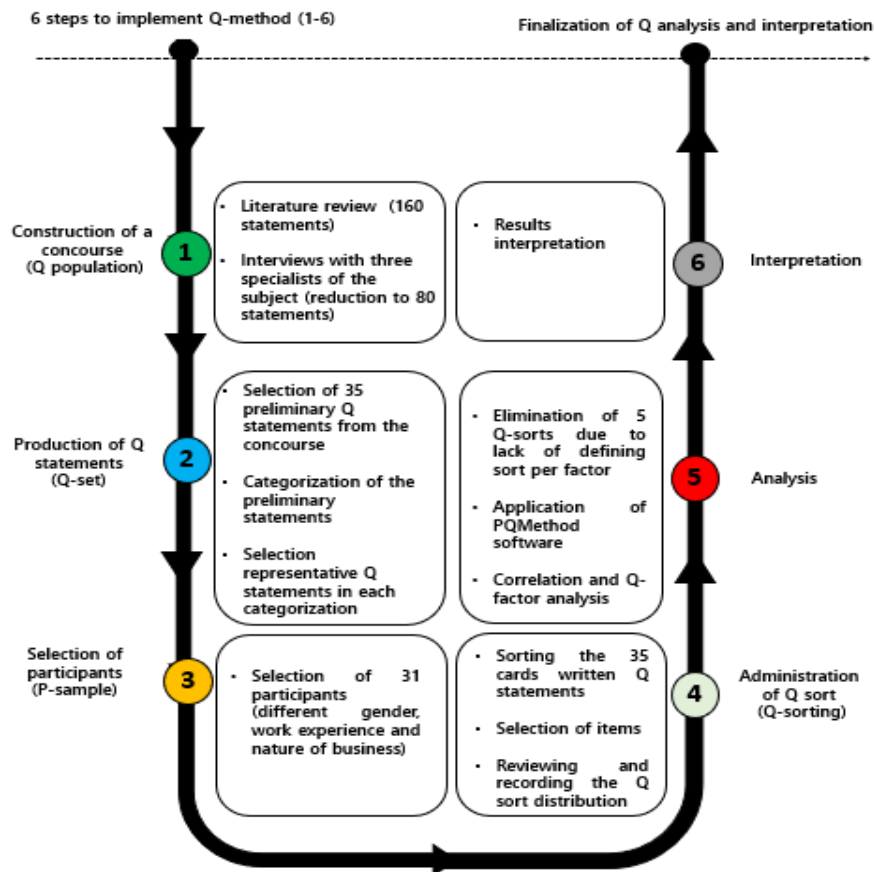 6 steps to implement Q-method (1-6)
Finalization of Q analysis and interpretation
Construction of a
concourse
(Q population)
1
• Literature review (160
statements)
• Interviews with three
specialists of the
subject (reduction to 80
statements)
• Results
interpretation
6
Interpretation
Production of Q
statements
(Q-set)
2
• Selection of 35
preliminary Q
statements from the
concourse
• Categorization of the
preliminary
statements
• Selection
representative Q
statements in each
categorization
• Elimination of 5
Q-sorts due to
lack of defining
sort per factor
• Application of
PQMethod
software
• Correlation and Q-
factor analysis
5
Analysis
Selection of
participants
(P-sample)
3
• Selection of 31
participants
(different gender,
work experience and
nature of business)
• Sorting the 35
cards written Q
statements
• Selection of items
• Reviewing and
recording the Q
sort distribution
4
Administration
of Q sort
(Q-sorting)